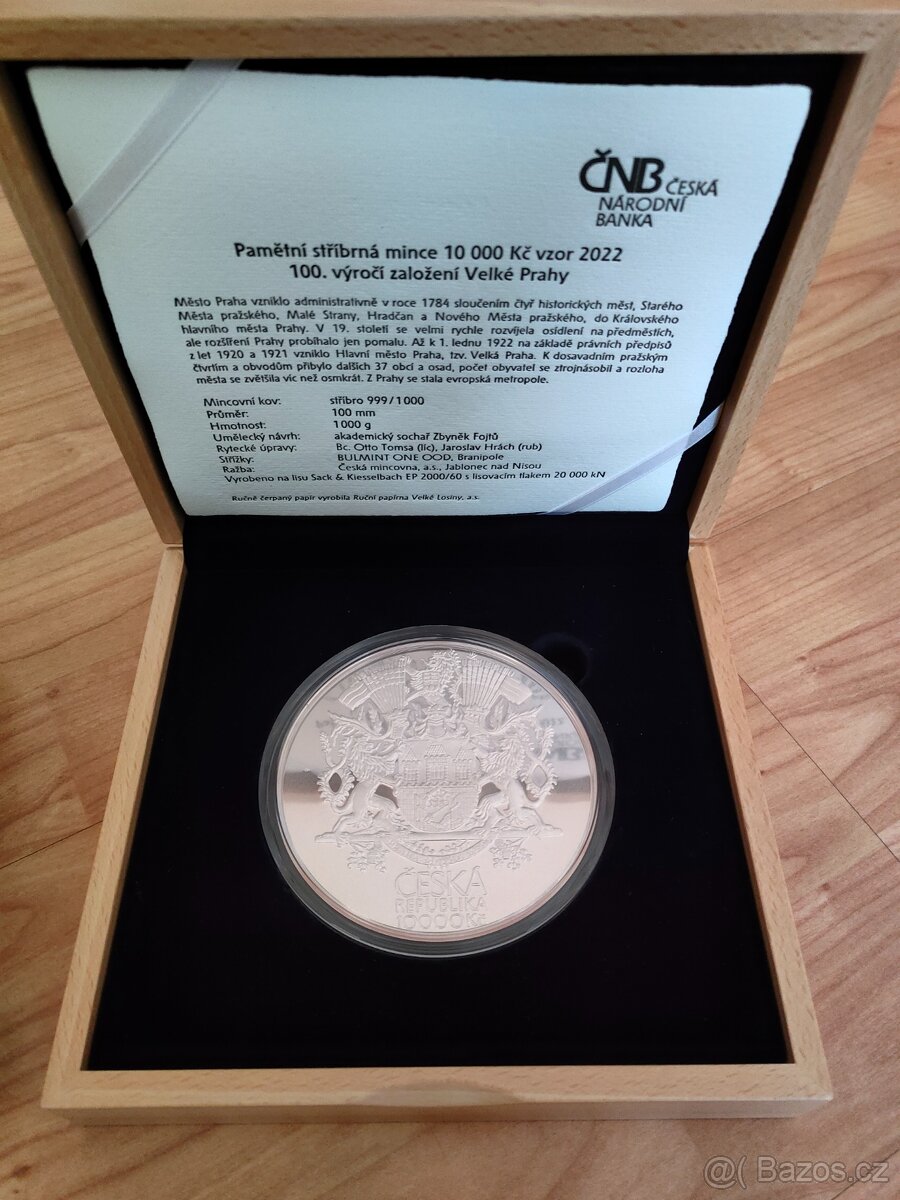 ČNB ČESKÁ
NÁRODNÍ
BANKA
Pamětní stříbrná mince 10 000 Kč vzor 2022
100. výročí založení Velké Prahy
Město Praha vzniklo administrativně v roce 1784 sloučením čtyř historických měst, Starého
Města pražského, Malé Strany, Hradčan a Nového Města pražského, do Královského
hlavního města Prahy. V 19. století se velmi rychle rozvíjela osídlení na předměstích,
ale rozšíření Prahy probíhalo jen pomalu. Až k 1. lednu 1922 na základě právních předpisů
z let 1920 a 1921 vzniklo Hlavní město Praha, tzv. Velká Praha. K dosavadním pražským
čtvrtím a obvodům přibylo dalších 37 obcí a osad, počet obyvatel se ztrojnásobil a rozloha
města se zvětšila víc než osmkrát. Z Prahy se stala evropská metropole.
Mincovní kov: stříbro 999/1000
Průměr: 100 mm
Hmotnost: 1000 g
Umělecký návrh: akademický sochař Zbyněk Fojtů
Rytecké úpravy: Bc. Otto Tomsa (líc), Jaroslav Hrách (rub)
Střížky: BULMINT ONE OOD, Branipole
Ražba: Česká mincovna, a.s., Jablonec nad Nisou
Vyrobeno na lisu Sack & Kiesselbach EP 2000/60 s lisovacím tlakem 20 000 kN
Ručně čerpaný papír vyrobila Ruční papírna Velké Losiny, a.s.
ČESKÁ
REPUBLIKA
10000 Kč
@( Bazos.cz